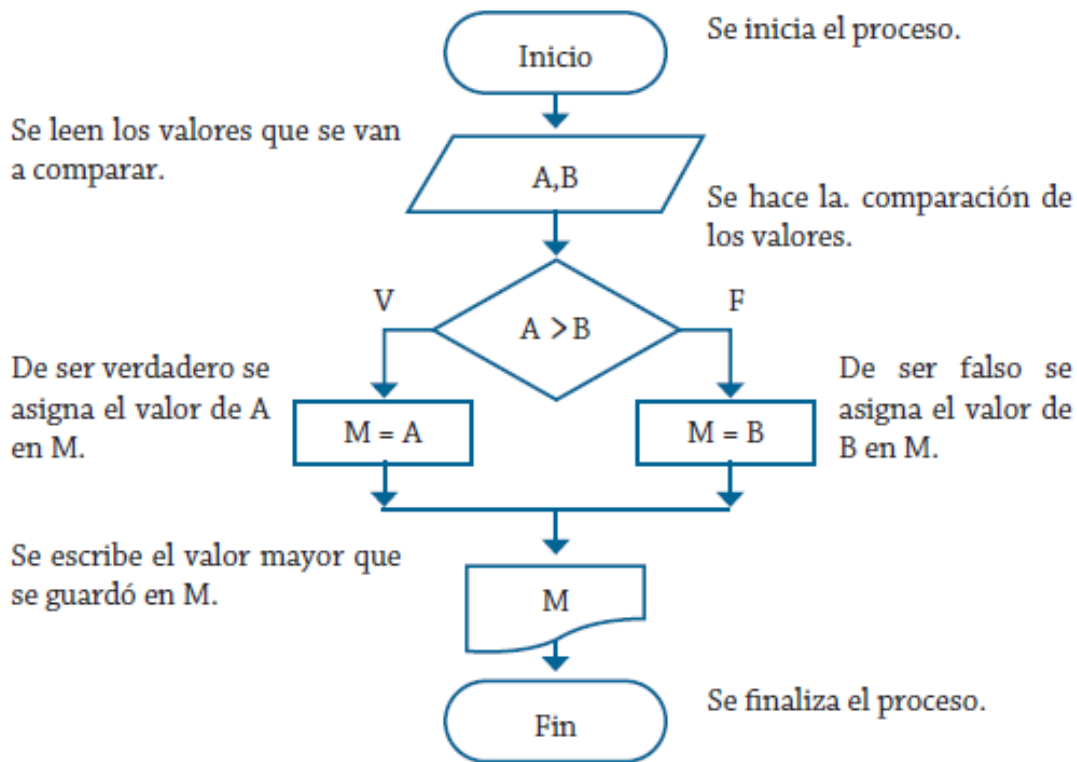 Inicio
Se inicia el proceso.
Se leen los valores que se van
a comparar.
A,B
Se hace la. comparación de
los valores.
V
F
A > B
De ser verdadero se
asigna el valor de A
en M.
M = A
M = B
De ser falso se
asigna el valor de
B en M.
Se escribe el valor mayor que
se guardó en M.
M
Fin
Se finaliza el proceso.